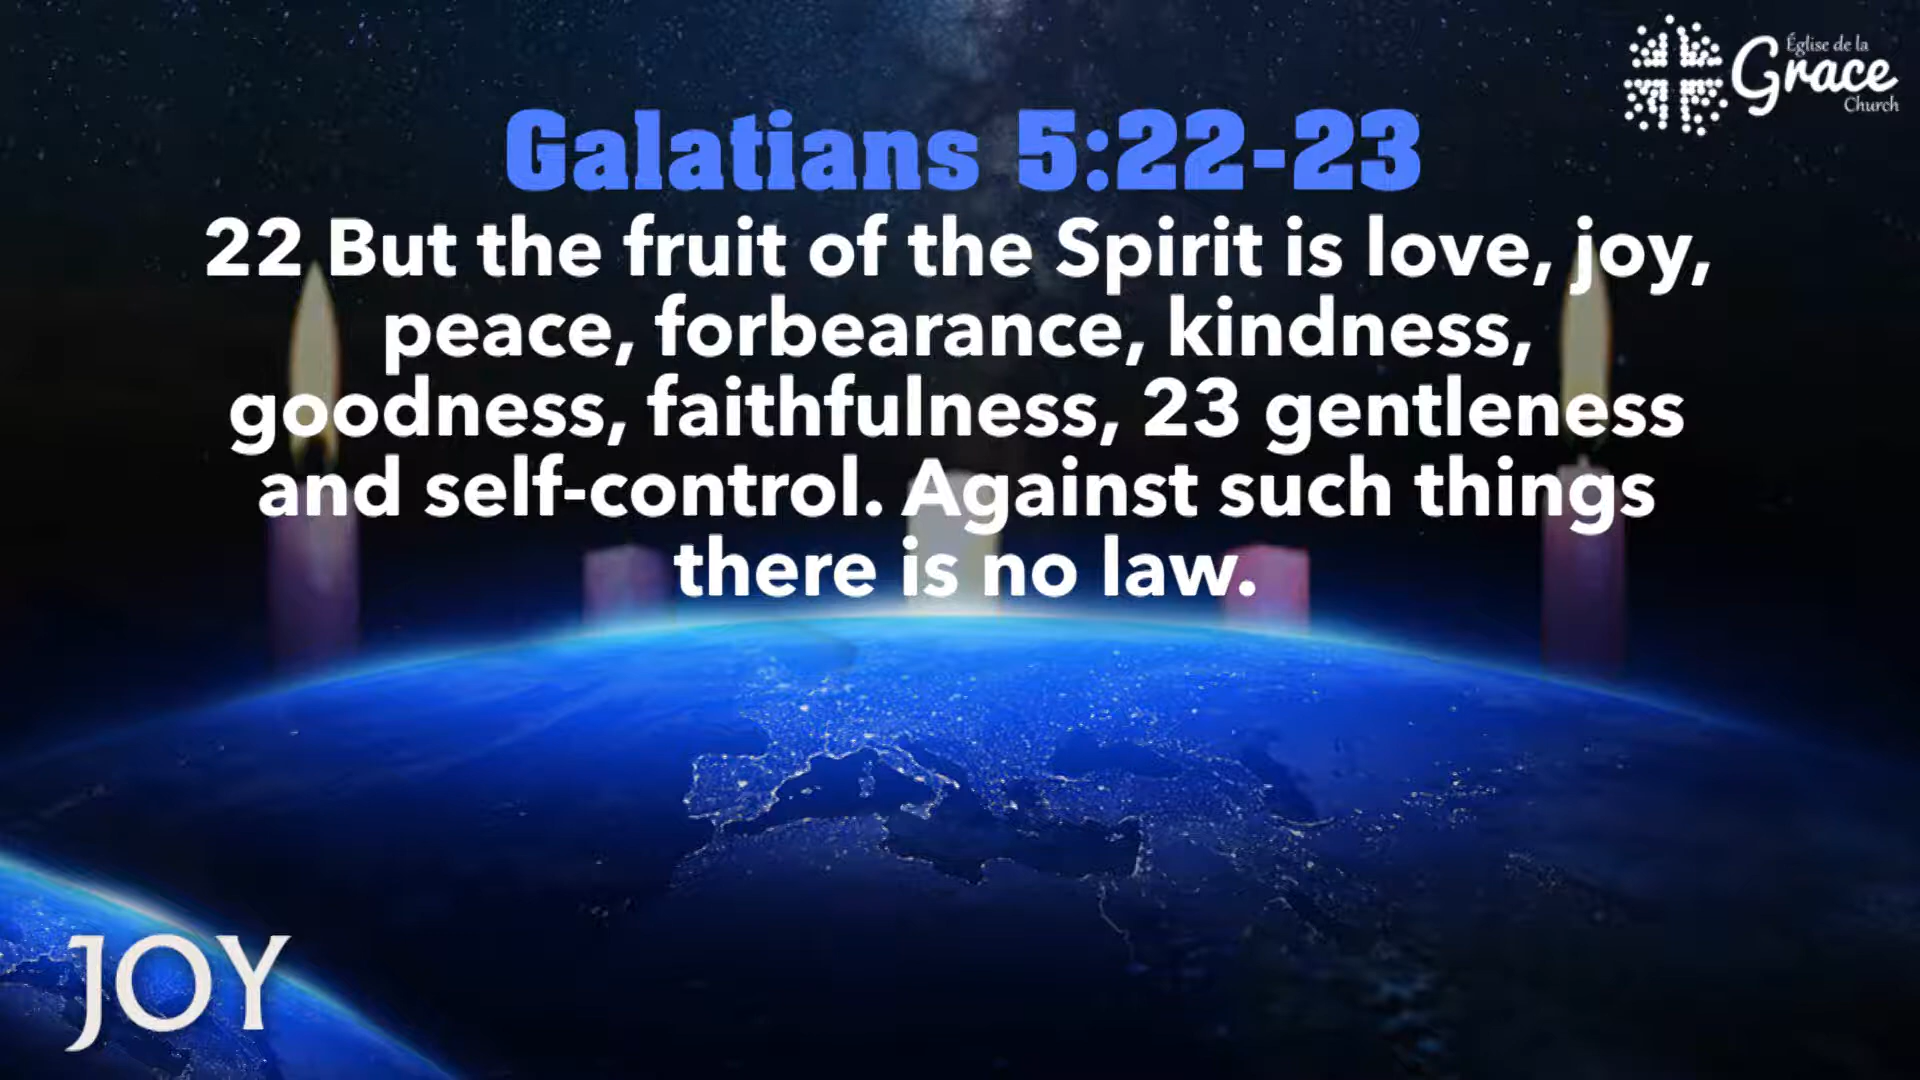 Église de la
Grace
Church
Galatians 5:22-23
22 But the fruit of the Spirit is love, joy,
peace, forbearance, kindness,
goodness, faithfulness, 23 gentleness
and self-control. Against such things
there is no law.
JOY